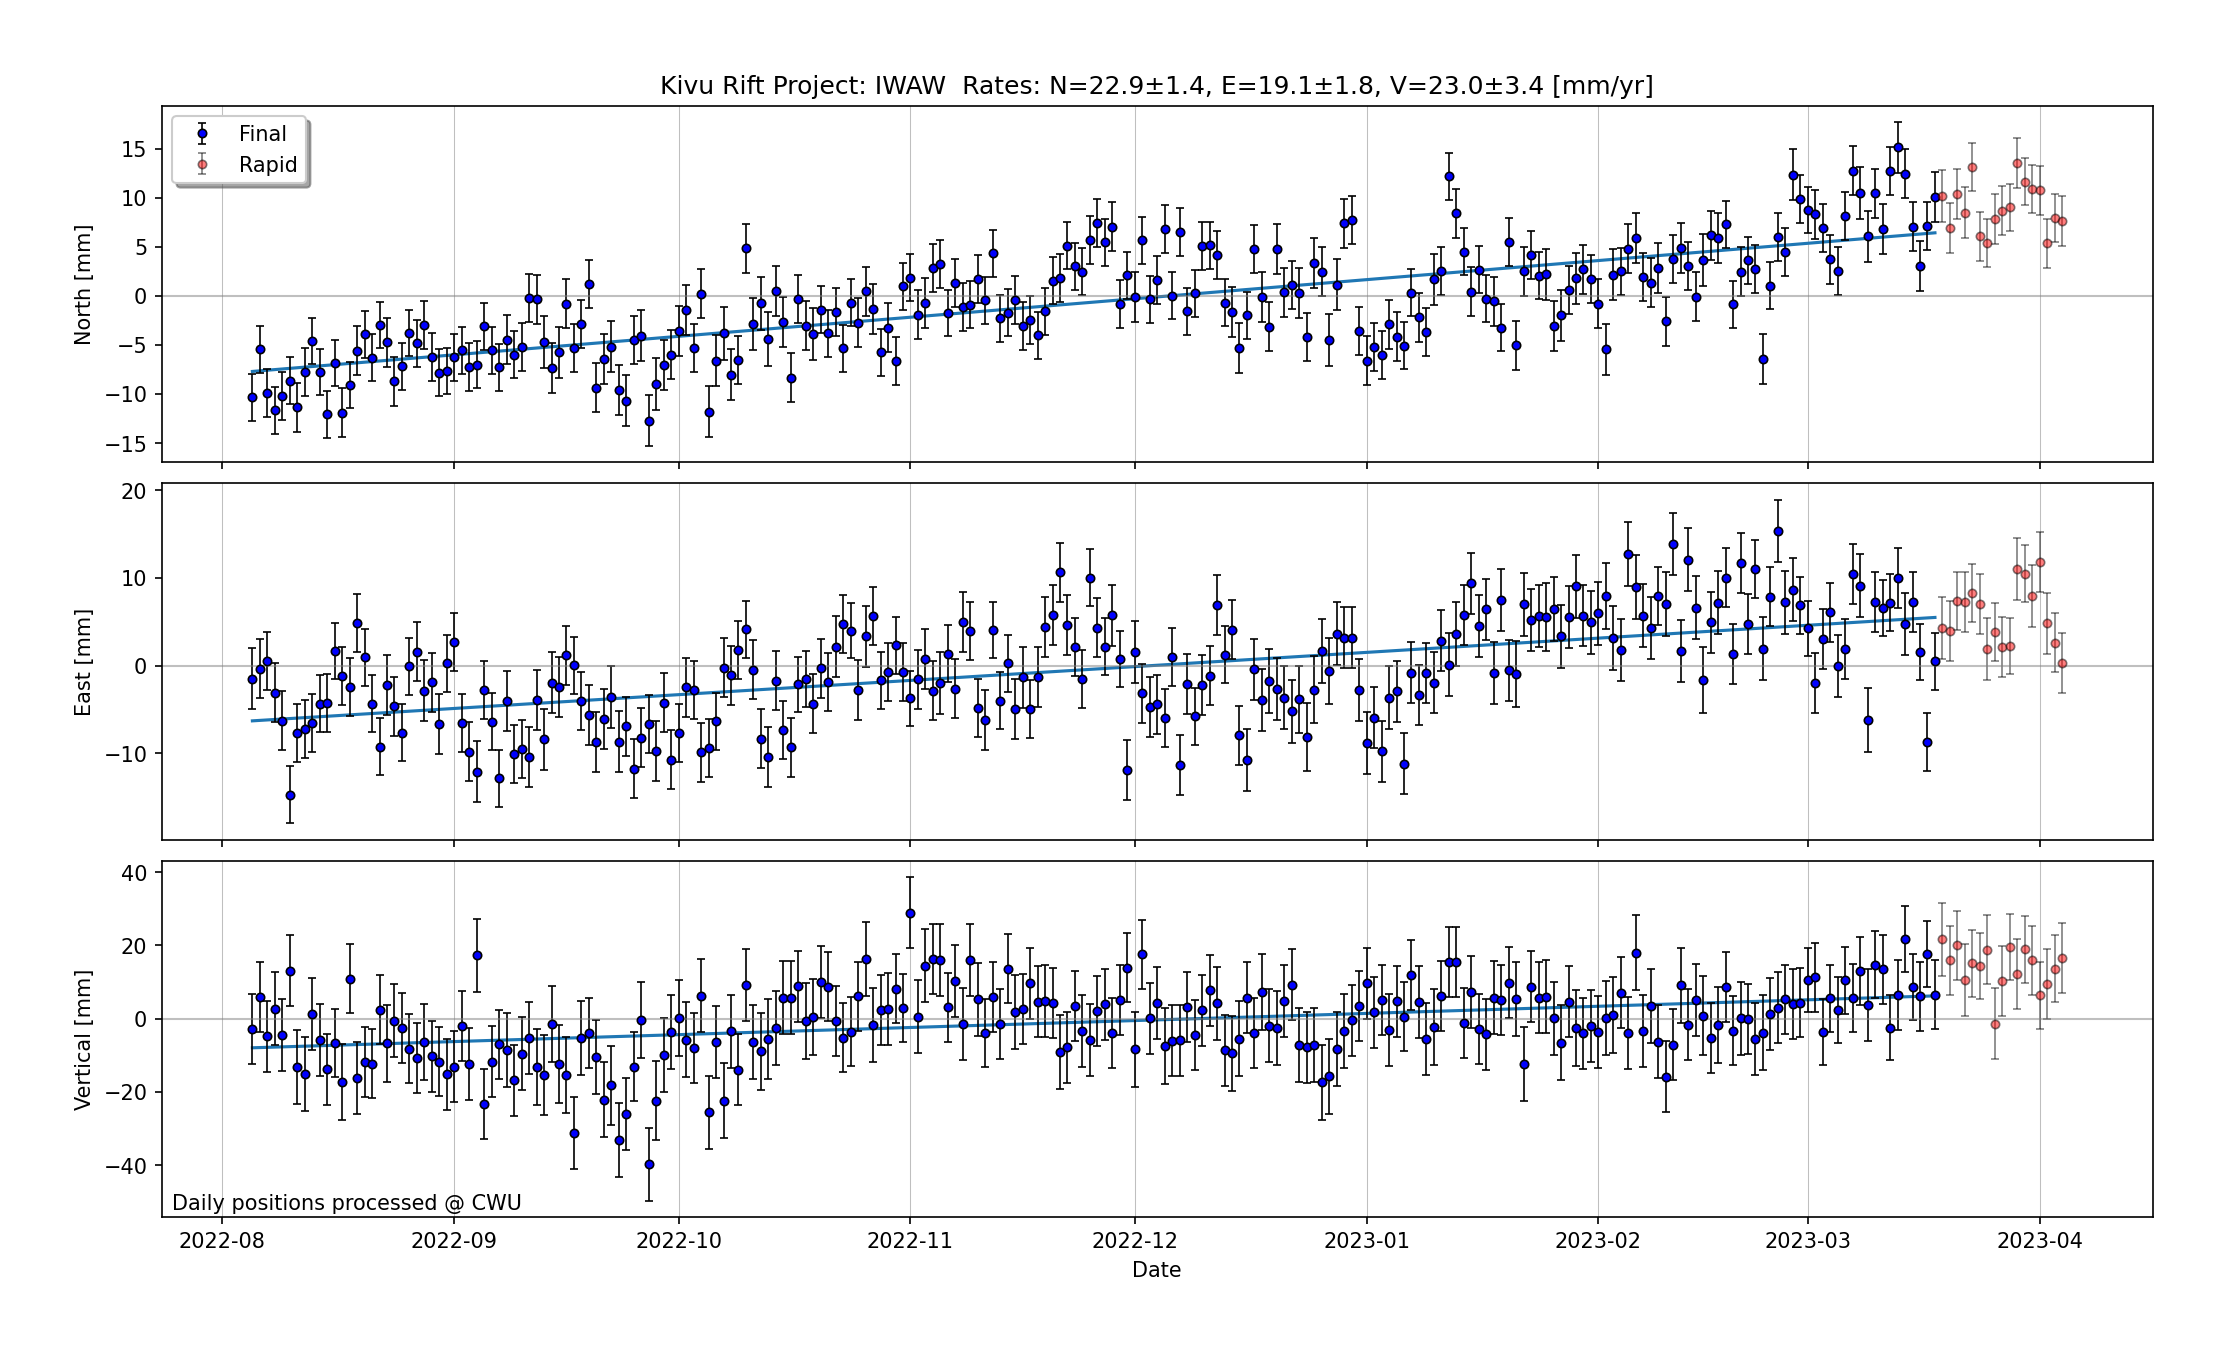 Kivu Rift Project: IWAW  Rates: N=22.9±1.4, E=19.1±1.8, V=23.0±3.4 [mm/yr]
Final
Rapid
North [mm]
15
10
5
0
−5
−10
−15
East [mm]
20
10
0
−10
Vertical [mm]
40
20
0
−20
−40
Daily positions processed @ CWU
2022-08 2022-09 2022-10 2022-11 2022-12 2023-01 2023-02 2023-03 2023-04
Date